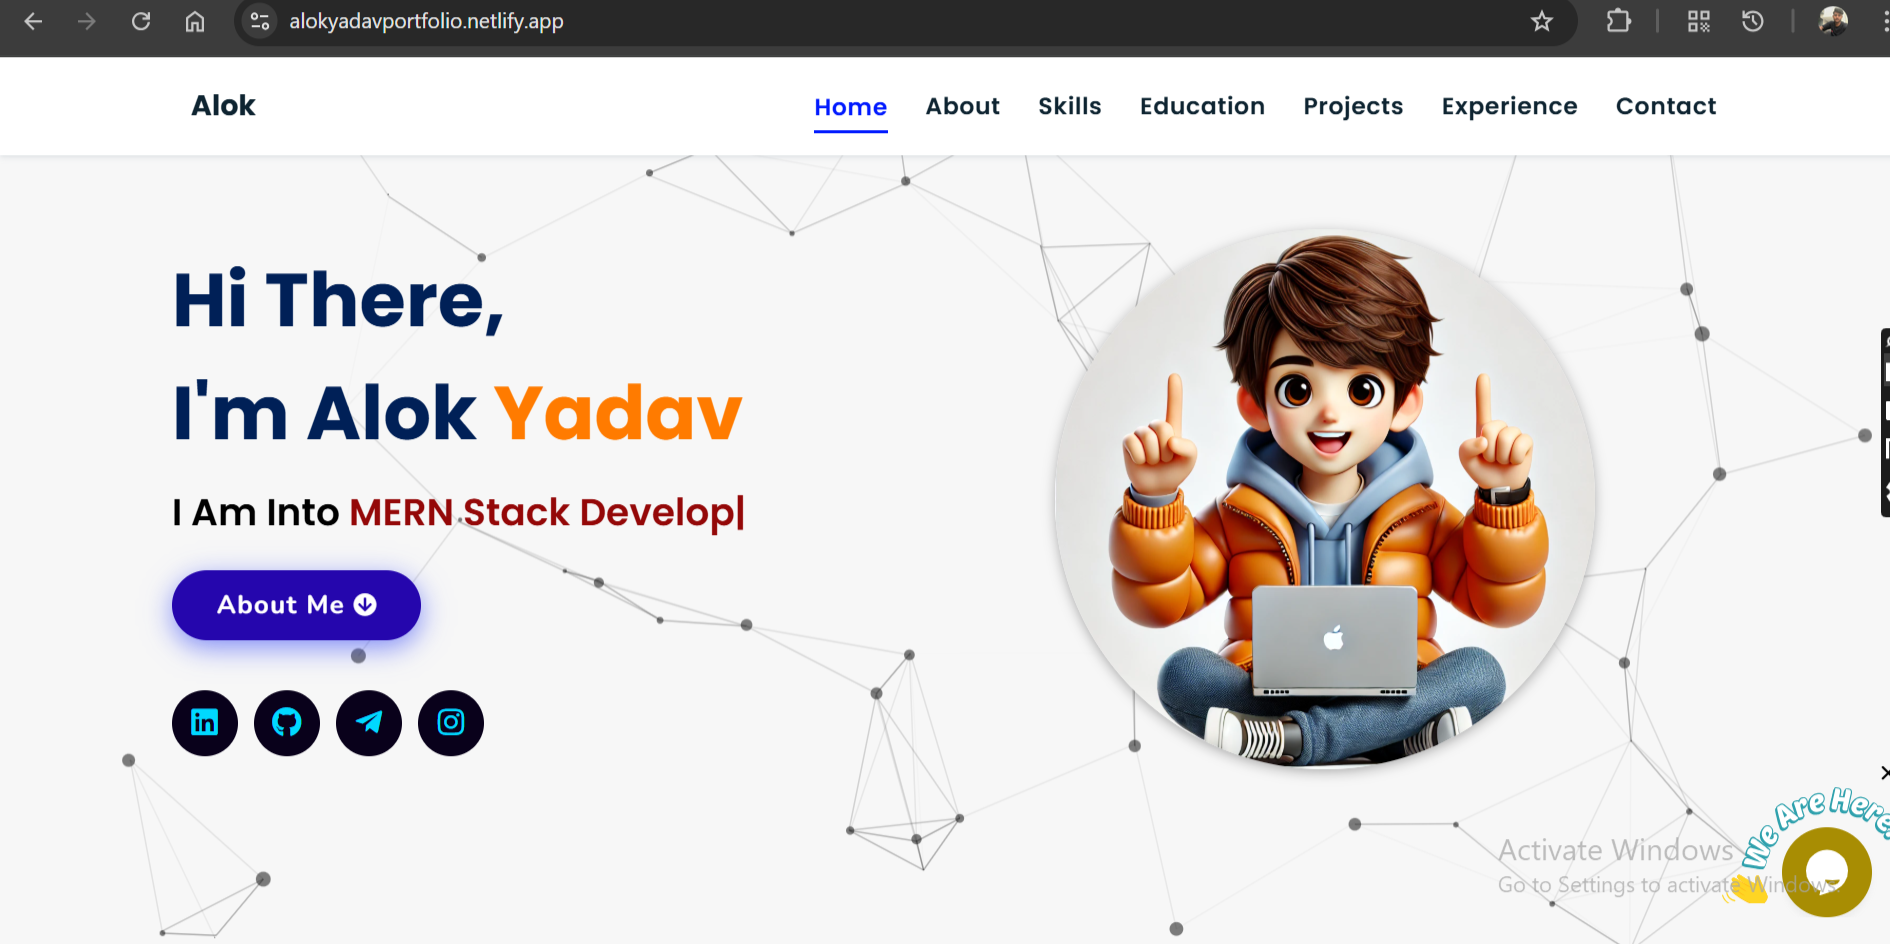 alokyadavportfolio.netlify.app
Alok
Home About Skills Education Projects Experience Contact
Hi There,
I'm Alok Yadav
I Am Into MERN Stack Develop|
About Me
We Are Here
Activate Windows
Go to Settings to activate Windows.